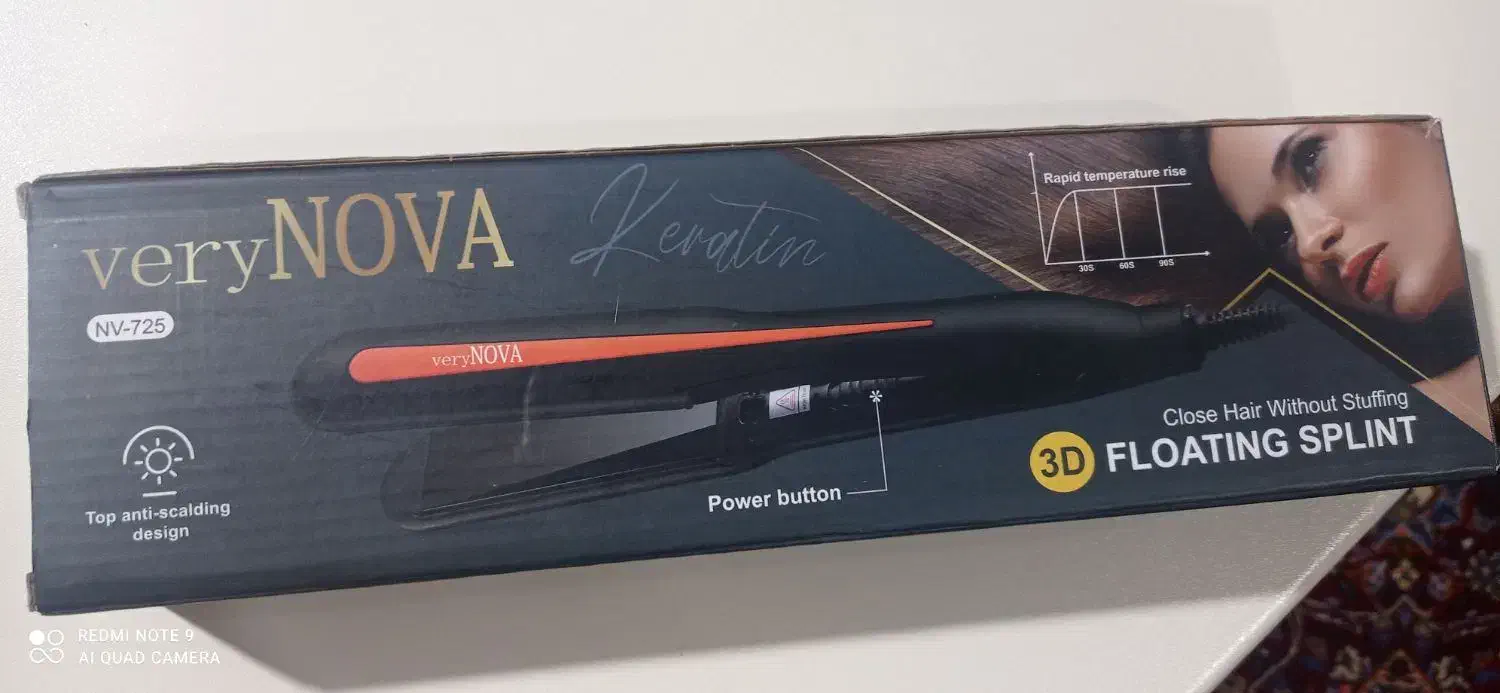 veryNOVA
Keratin
NV-725
Rapid temperature rise
30S 60S 90S
veryNOVA
Close Hair Without Stuffing
3D FLOATING SPLINT
Power button
*
Top anti-scalding
design
REDMI NOTE 9
AI QUAD CAMERA